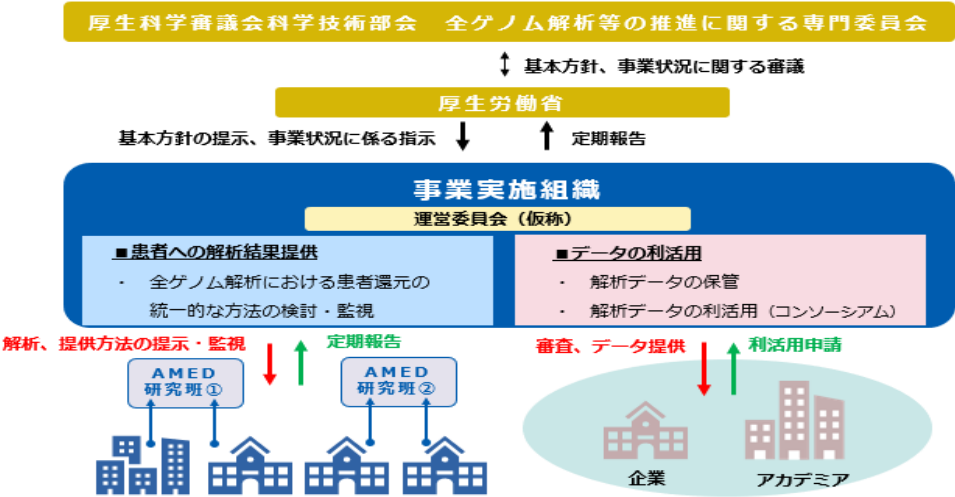 厚生科学審議会科学技術部会　全ゲノム解析等の推進に関する専門委員会
基本方針、事業状況に関する審議
厚生労働省
基本方針の提示、事業状況に係る指示
定期報告
事業実施組織
運営委員会（仮称）
■患者への解析結果提供
・ 全ゲノム解析における患者還元の
統一的な方法の検討・監視
■データの利活用
・ 解析データの保管
・ 解析データの利活用（コンソーシアム）
解析、提供方法の提示・監視
定期報告
審査、データ提供
利活用申請
AMED
研究班①
AMED
研究班②
企業
アカデミア